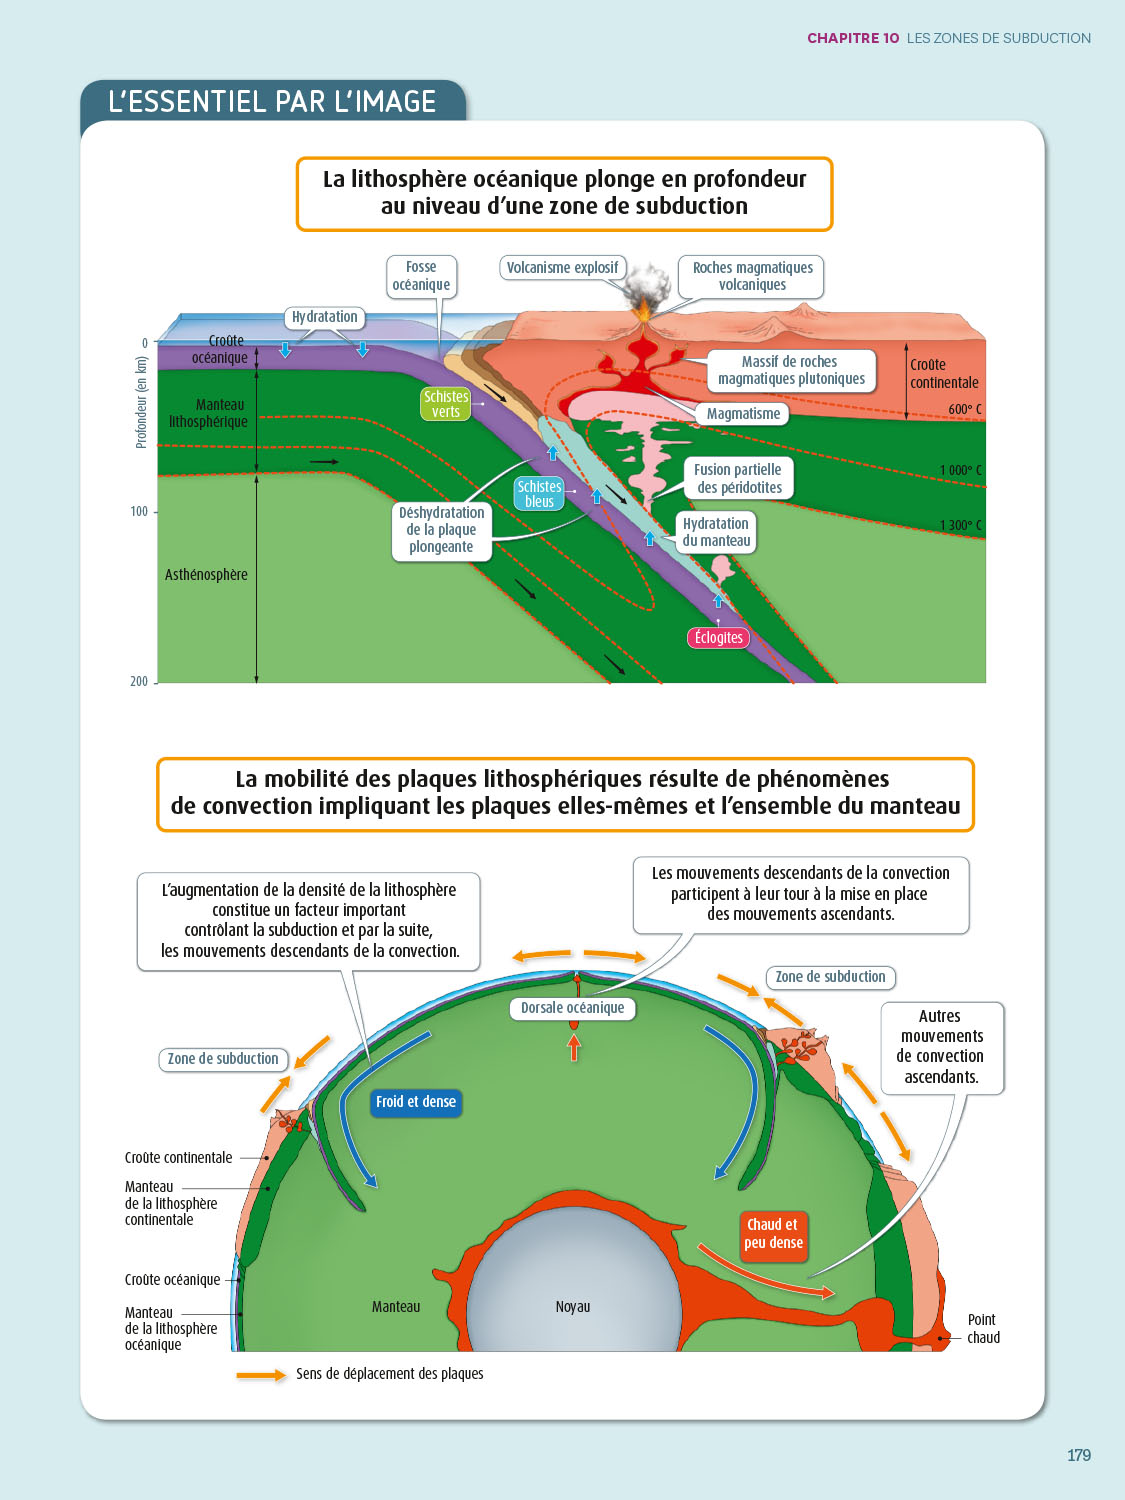 CHAPITRE 10 LES ZONES DE SUBDUCTION
L'ESSENTIEL PAR L'IMAGE
La lithosphère océanique plonge en profondeur
au niveau d'une zone de subduction
Fosse
océanique
Volcanisme explosif
Roches magmatiques
volcaniques
Hydratation
0
Croûte
océanique
Profondeur (en km)
Manteau
lithosphérique
Schistes
verts
Massif de roches
magmatiques plutoniques
Croûte
continentale
600° C
Magmatisme
Fusion partielle
des péridotites
1 000° C
Schistes
bleus
100
Déshydratation
de la plaque
plongeante
Hydratation
du manteau
1 300° C
Asthénosphère
Éclogites
200
La mobilité des plaques lithosphériques résulte de phénomènes
de convection impliquant les plaques elles-mêmes et l'ensemble du manteau
L'augmentation de la densité de la lithosphère
constitue un facteur important
contrôlant la subduction et par la suite,
les mouvements descendants de la convection.
Les mouvements descendants de la convection
participent à leur tour à la mise en place
des mouvements ascendants.
Zone de subduction
Dorsale océanique
Autres
mouvements
de convection
ascendants.
Zone de subduction
Froid et dense
Croûte continentale
Manteau
de la lithosphère
continentale
Chaud et
peu dense
Croûte océanique
Manteau
de la lithosphère
océanique
Manteau
Noyau
Point
chaud
Sens de déplacement des plaques
179